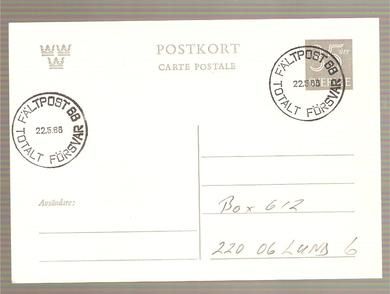 POSTKORT
CARTE POSTALE
FÄLTPOST 88
22.5.88
TOTALT FÖRSVAR
FÄLTPOST 88
22.5.88
TOTALT FÖRSVAR
Avsändare:
Box 612
220 06 LUND 6